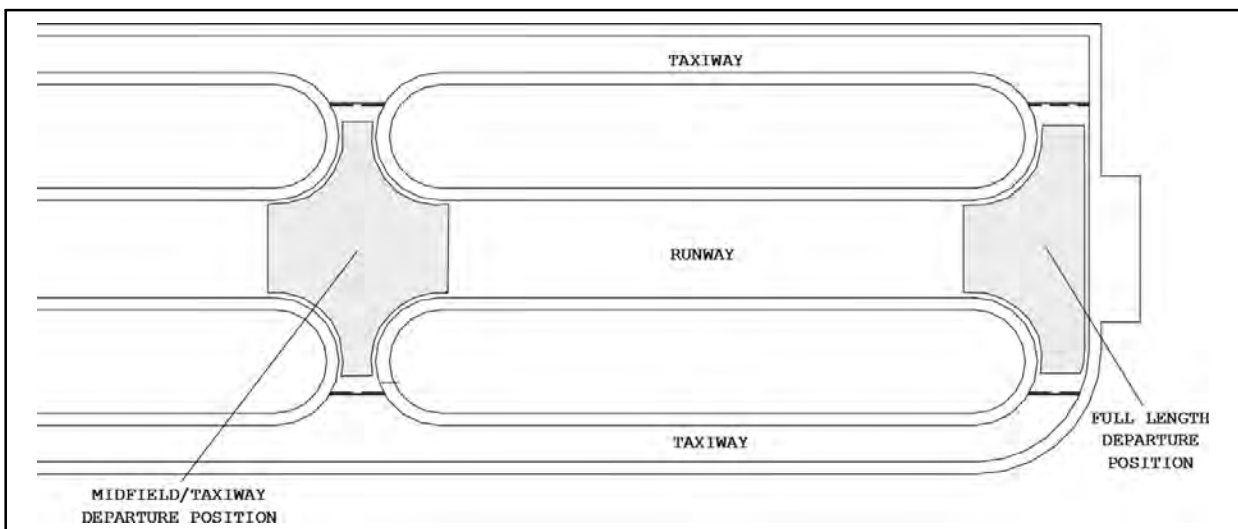 TAXIWAY
RUNWAY
TAXIWAY
FULL LENGTH
DEPARTURE
POSITION
MIDFIELD/TAXIWAY
DEPARTURE POSITION